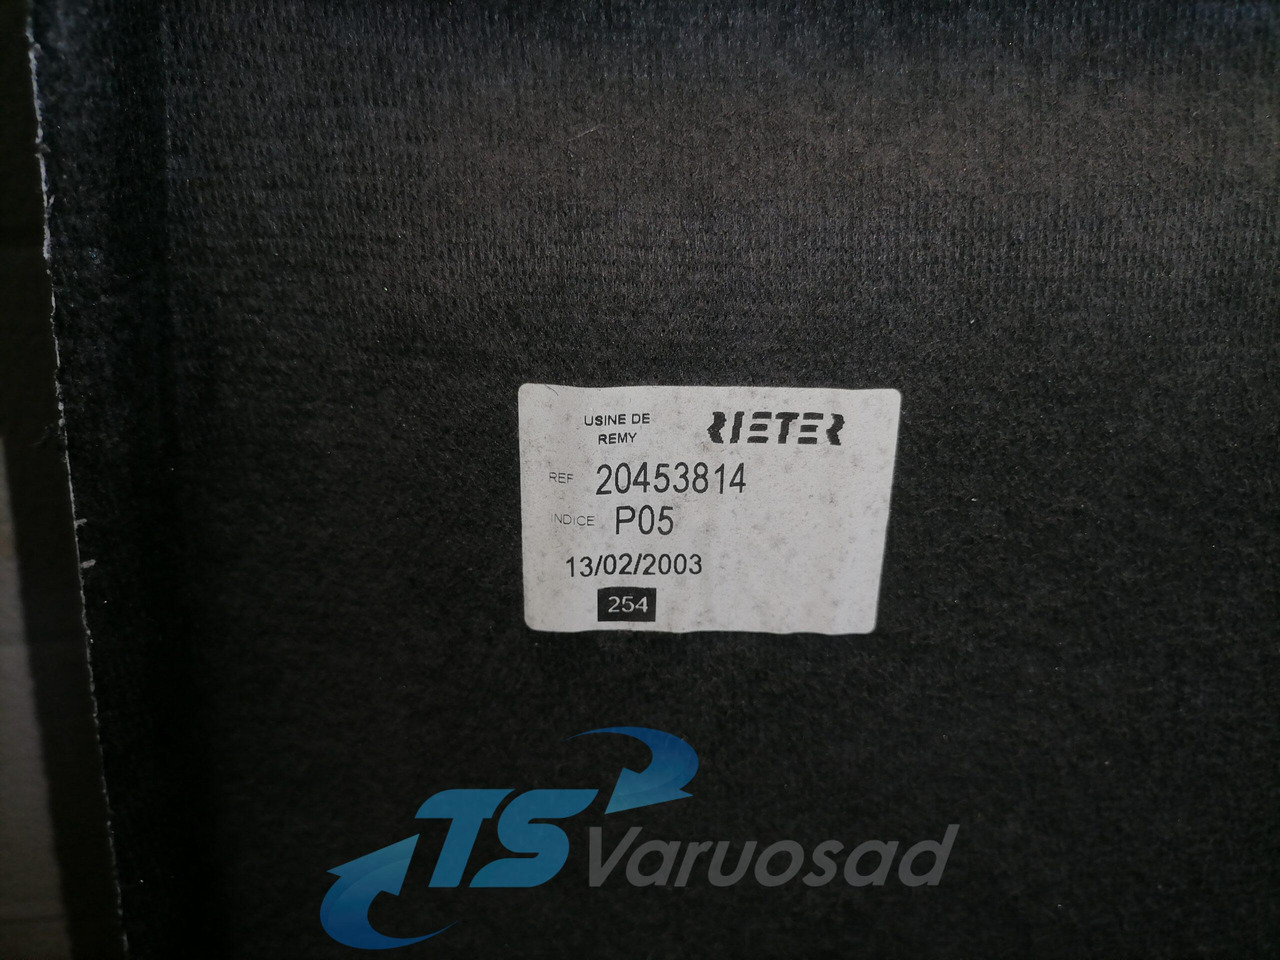 USINE DE
REMY
RIETER
REF 20453814
INDICE P05
13/02/2003
254
TS Varuosad